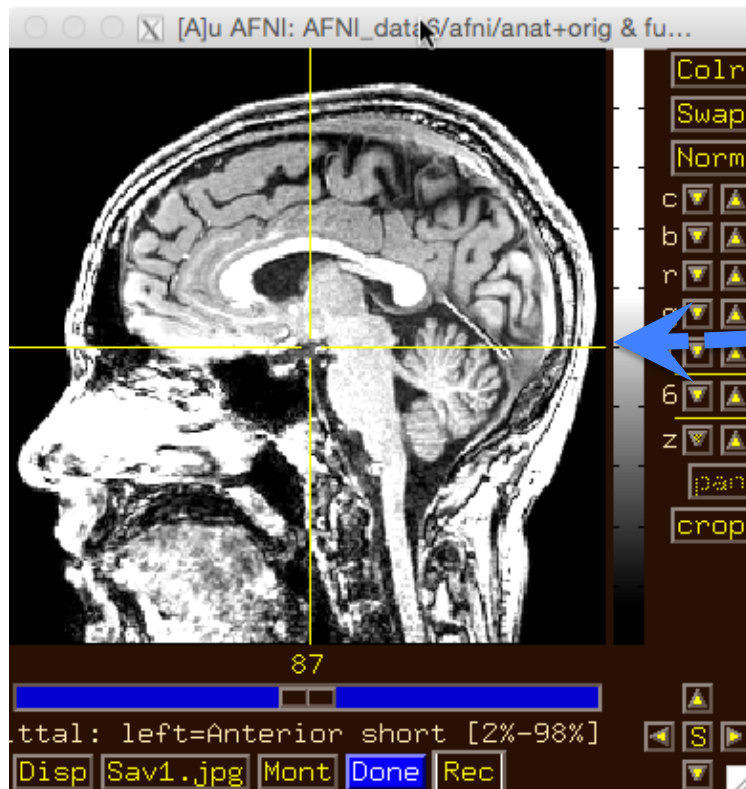 [A]u AFNI: AFNI_data6/afni/anat+orig & fu...
Colr
Swap
Norm
c
b
r
6
z
pan
crop
87
.ttal: left=Anterior short [2%-98%]
S
Disp Sav1.jpg Mont Done Rec